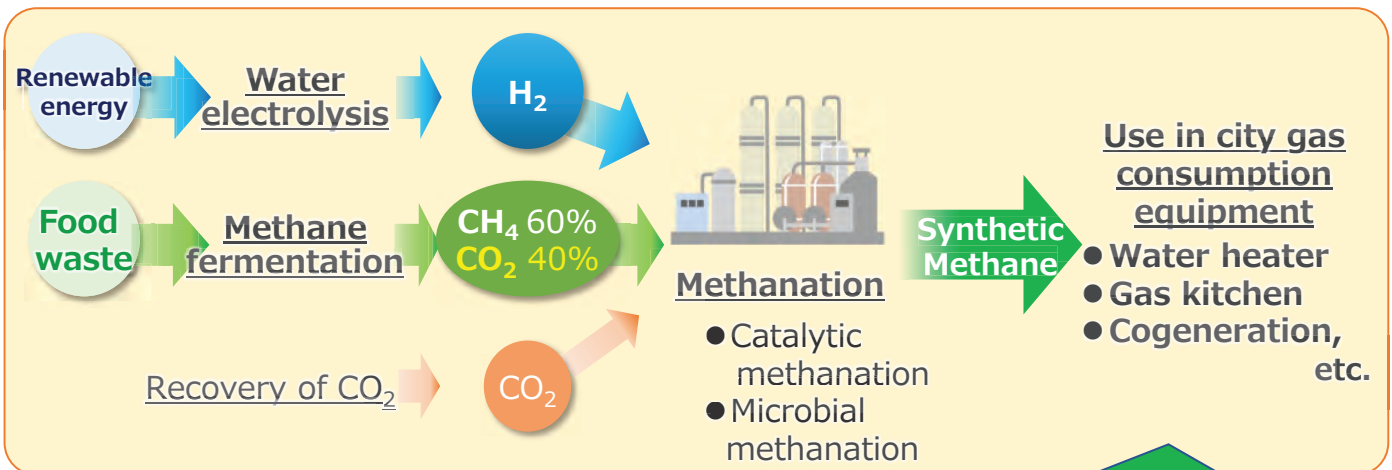 Renewable
energy
Water
electrolysis
H₂
Food
waste
Methane
fermentation
CH₄ 60%
CO₂ 40%
Recovery of CO₂
CO₂
Methanation
● Catalytic
methanation
● Microbial
methanation
Synthetic
Methane
Use in city gas
consumption
equipment
● Water heater
● Gas kitchen
● Cogeneration,
etc.